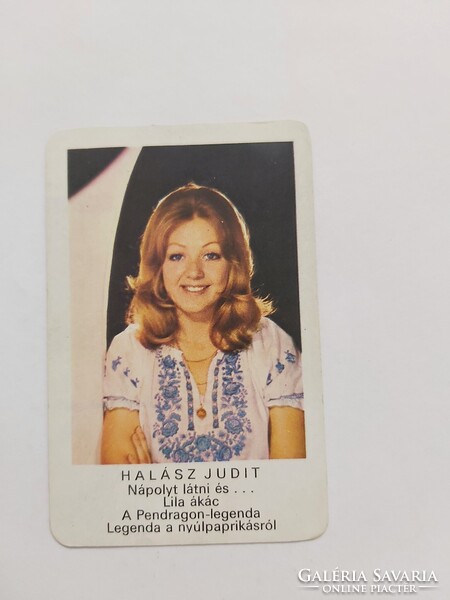 HALÁSZ JUDIT
Nápolyt látni és . . .
Lila ákác
A Pendragon-legenda
Legenda a nyúlpaprikásról
GALÉRIA SAVARIA
ONLINE PIACTÉR